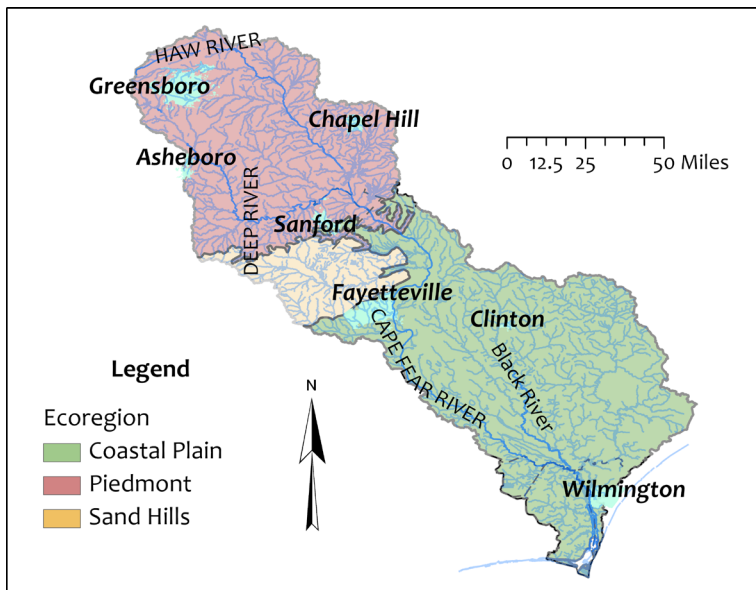 HAW RIVER
Greensboro
Chapel Hill
Asheboro
0 12.5 25 50 Miles
DEEP RIVER
Sanford
Fayetteville
CAPE FEAR RIVER
Clinton
Black River
Legend
N
Ecoregion
Coastal Plain
Piedmont
Sand Hills
Wilmington